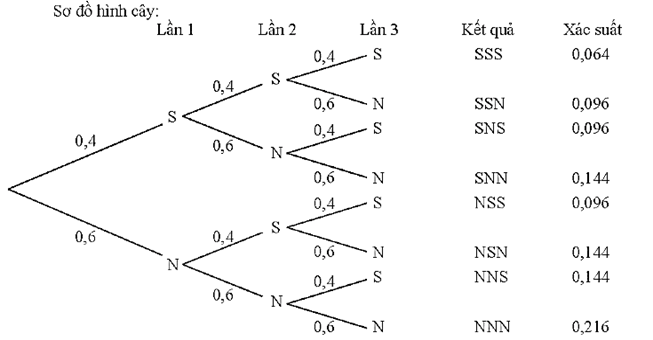 Sơ đồ hình cây:
Lần 1 Lần 2 Lần 3 Kết quả Xác suất
0,4 S SSS 0,064
0,4 S
0,6 N SSN 0,096
S 0,4 S SNS 0,096
0,4 0,6 N
0,6 N SNN 0,144
0,4 S NSS 0,096
0,6 0,4 S
0,6 N NSN 0,144
N 0,4 S NNS 0,144
0,6 N
0,6 N NNN 0,216